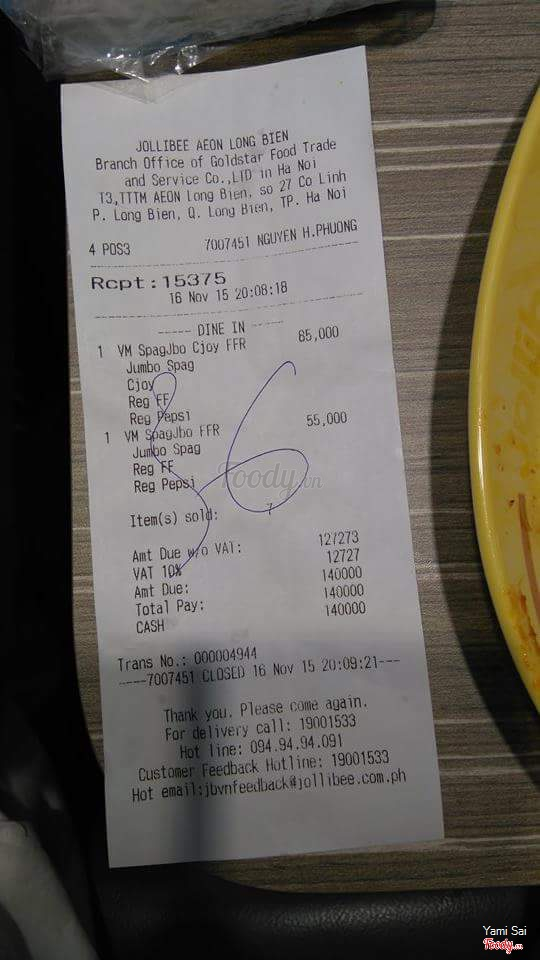 JOLLIBEE AEON LONG BIEN
Branch Office of Goldstar Food Trade
and Service Co.,LTD in Ha Noi
T3,TTTM AEON Long Bien, so 27 Co Linh
P. Long Bien, Q. Long Bien, TP. Ha Noi
4 POS3 7007451 NGUYEN H.PHUONG
Rcpt:15375
16 Nov 15 20:08:18
----- DINE IN -----
1 VM SpagJbo Cjoy FFR 85,000
Jumbo Spag
Cjoy
Reg FF
Reg Pepsi
1 VM SpagJbo FFR 55,000
Jumbo Spag
Reg FF
Reg Pepsi
Item(s) sold: 7
Amt Due w/o VAT: 127273
VAT 10% 12727
Amt Due: 140000
Total Pay: 140000
CASH 140000
Trans No.: 000004944
-----7007451 CLOSED 16 Nov 15 20:09:21---
Thank you. Please come again.
For delivery call: 19001533
Hot line: 094.94.94.091
Customer Feedback Hotline: 19001533
Hot email:jbvnfeedback@jollibee.com.ph
Foody.vn
Yami Sai
Foody.vn